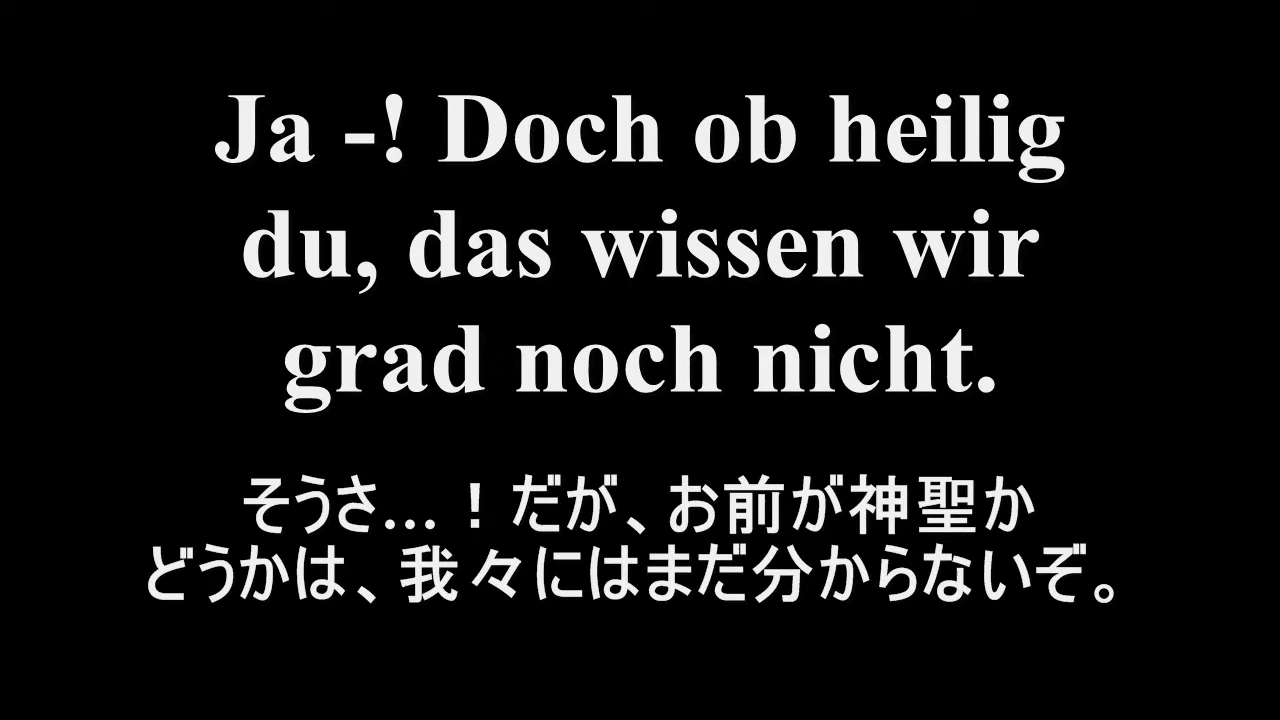 Ja -! Doch ob heilig
du, das wissen wir
grad noch nicht.
そうさ...！だが、お前が神聖か
どうかは、我々にはまだ分からないぞ。